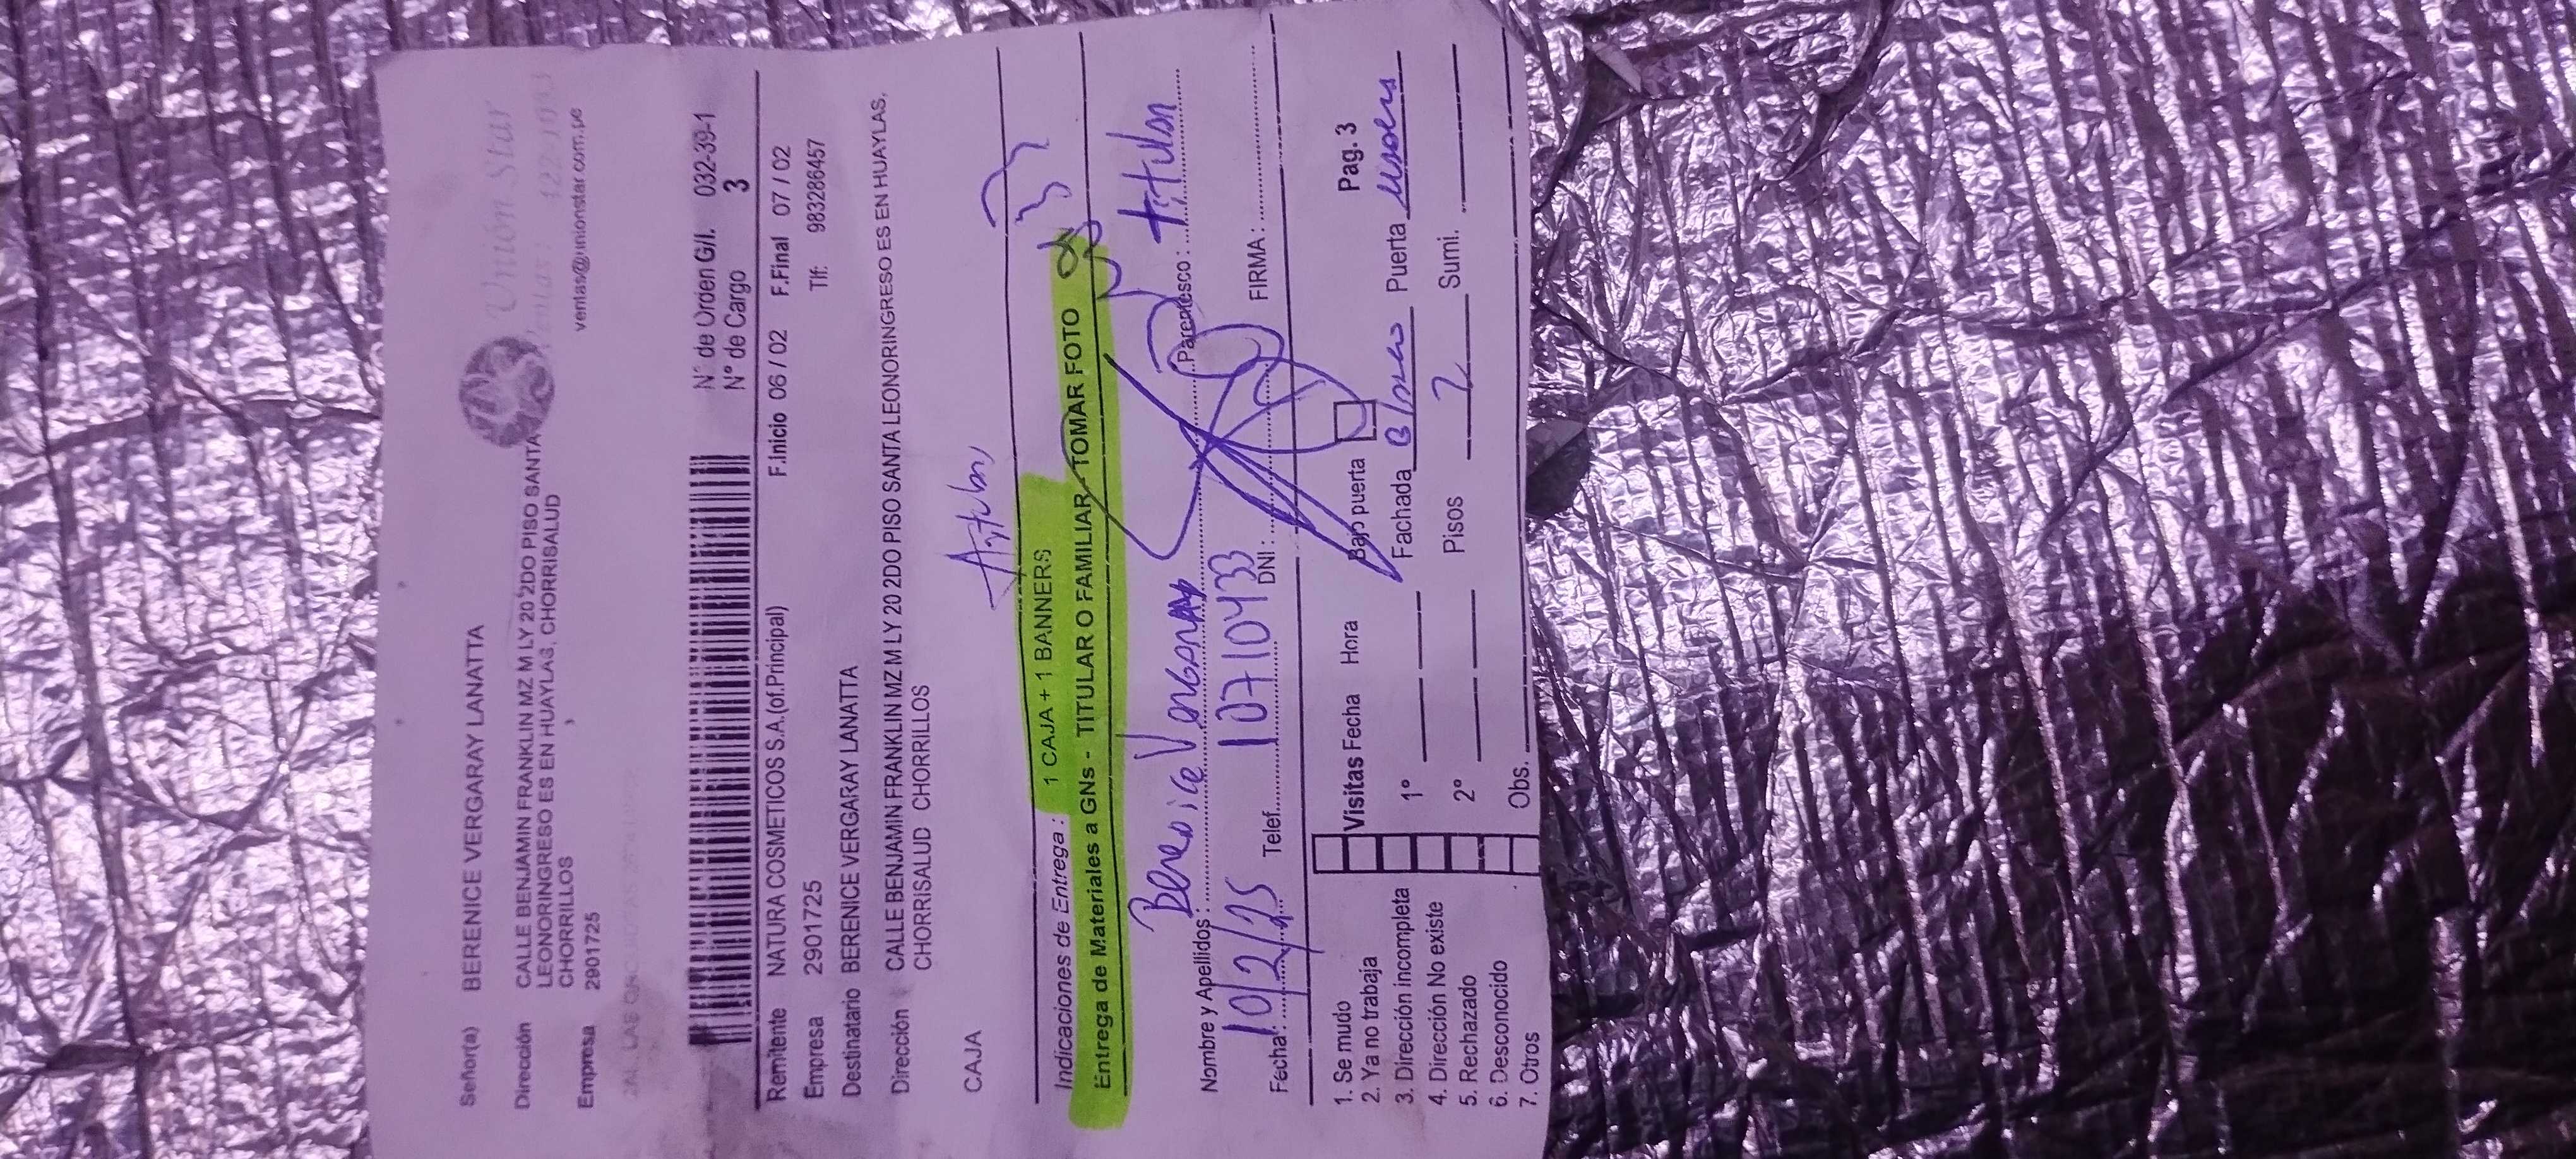 Unión Star
ventas@unionstar.com.pe
Señor(a) BERENICE VERGARAY LANATTA
Dirección CALLE BENJAMIN FRANKLIN MZ M LY 20 2DO PISO SANTA
LEONORINGRESO ES EN HUAYLAS, CHORRISALUD
CHORRILLOS
Empresa 2901725
N° de Orden G/I. 032-39-1
N° de Cargo 3
Remitente NATURA COSMETICOS S.A.(of.Principal) F.Inicio 06 / 02 F.Final 07 / 02
Empresa 2901725 Tlf: 983286457
Destinatario BERENICE VERGARAY LANATTA
Dirección CALLE BENJAMIN FRANKLIN MZ M LY 20 2DO PISO SANTA LEONORINGRESO ES EN HUAYLAS,
CHORRISALUD CHORRILLOS
CAJA
Indicaciones de Entrega : 1 CAJA + 1 BANNERS
Entrega de Materiales a GNs - TITULAR O FAMILIAR - TOMAR FOTO
Nombre y Apellidos: Berenice Vergaray Parentesco: titular
Fecha: 10/2/25 Telef. 10710433 DNI: FIRMA:
1. Se mudo Visitas Fecha Hora Bajo puerta Pag. 3
2. Ya no trabaja
3. Dirección incompleta 1° Fachada Blanco Puerta
4. Dirección No existe
5. Rechazado 2° Pisos 2 Sumi.
6. Desconocido
7. Otros Obs.